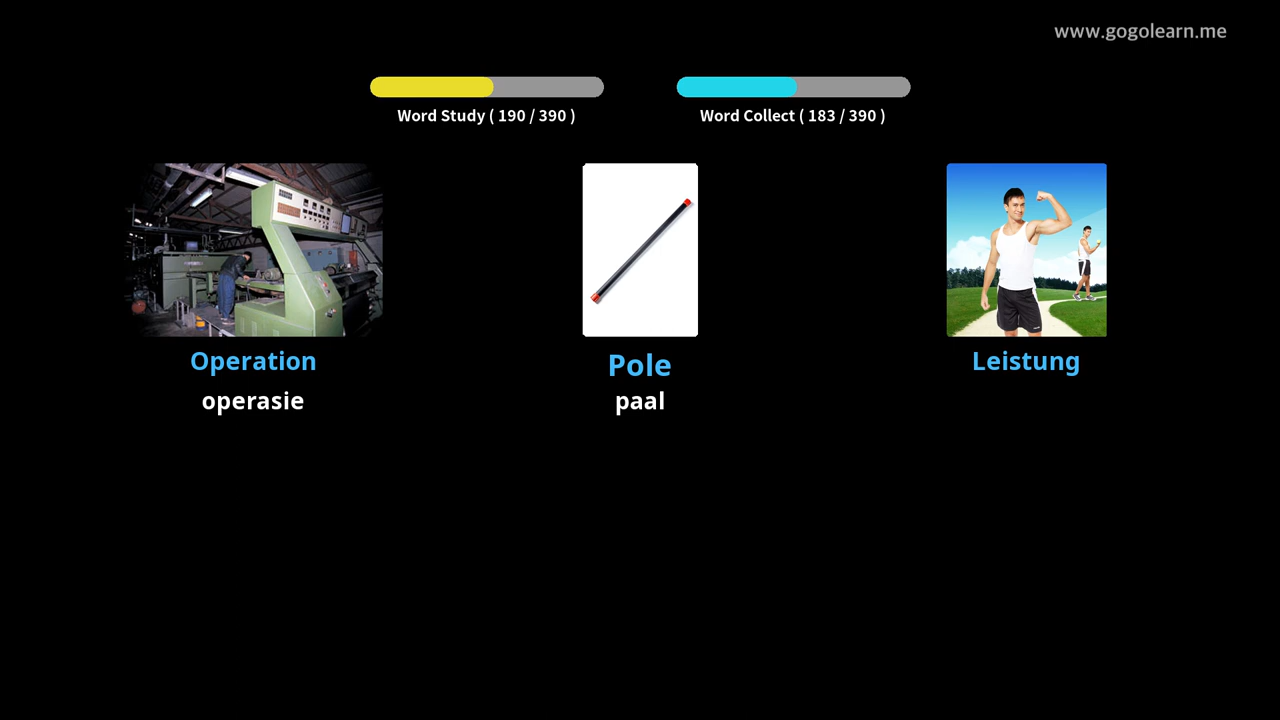 www.gogolearn.me
Word Study ( 190 / 390 )
Word Collect ( 183 / 390 )
Operation
operasie
Pole
paal
Leistung